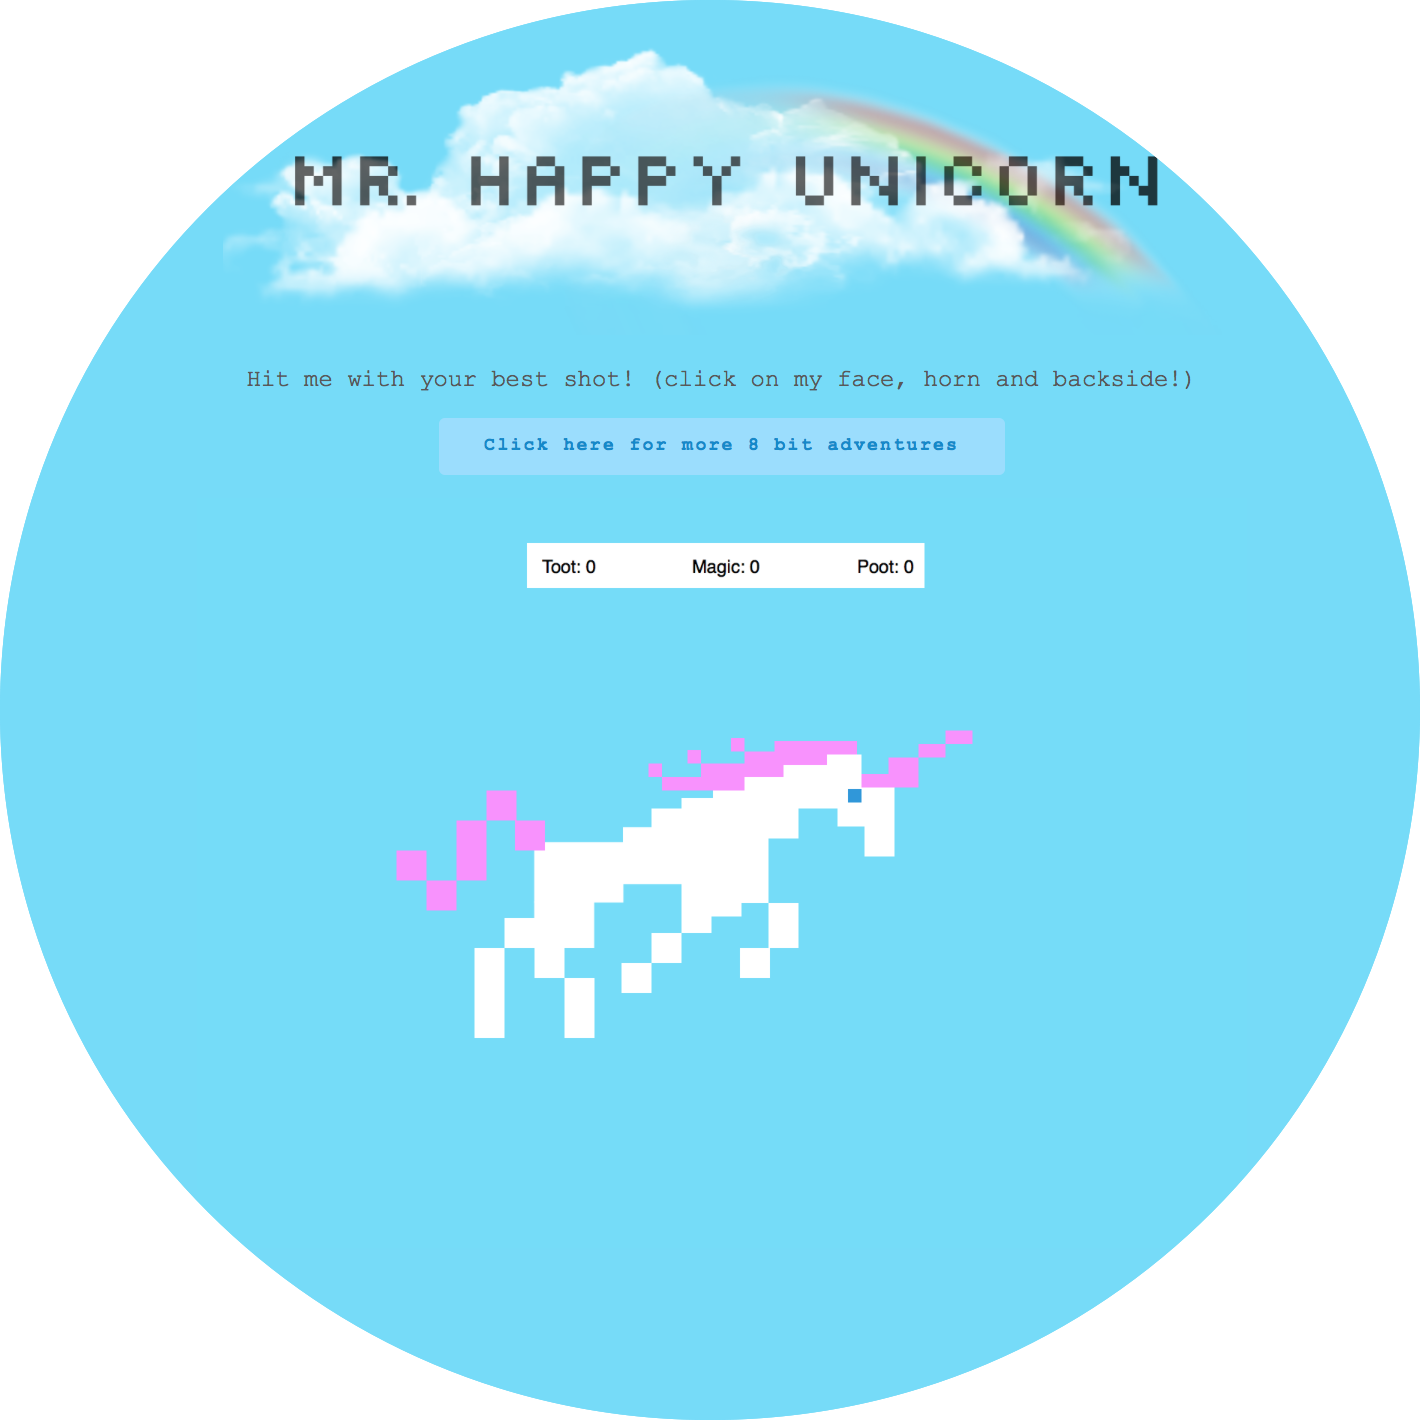 MR. HAPPY UNICORN
Hit me with your best shot! (click on my face, horn and backside!)
Click here for more 8 bit adventures
Toot: 0 Magic: 0 Poot: 0